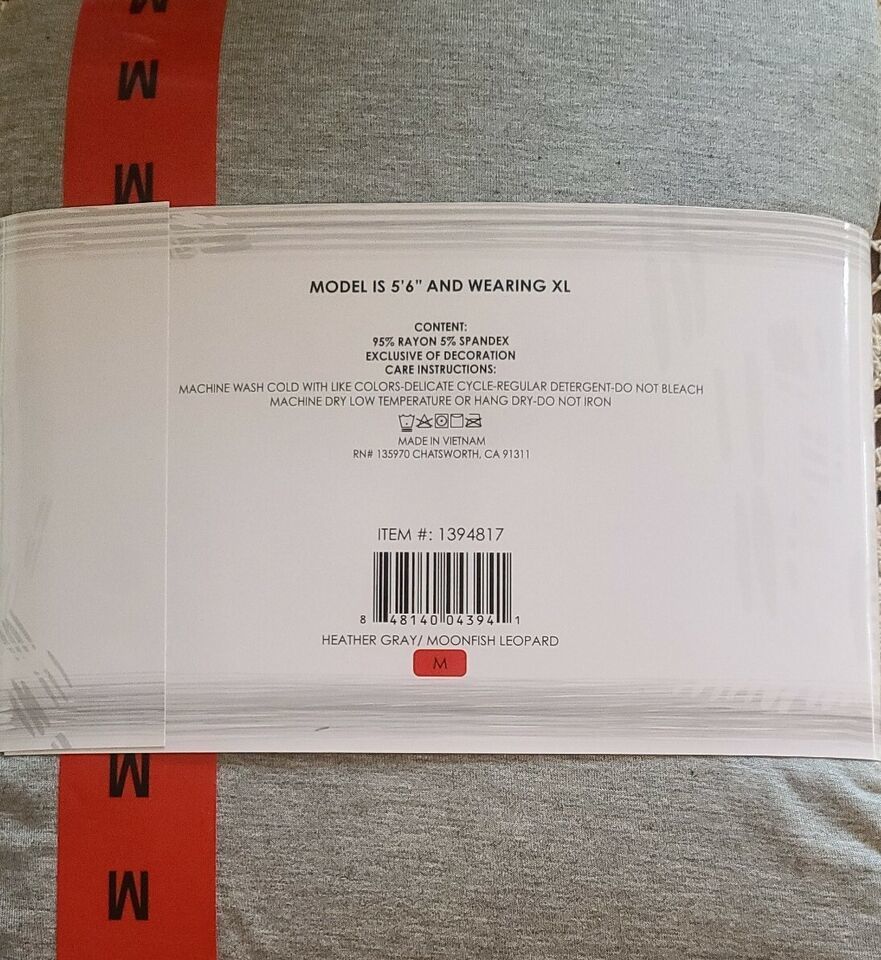 M
M
M
MODEL IS 5'6" AND WEARING XL
CONTENT:
95% RAYON 5% SPANDEX
EXCLUSIVE OF DECORATION
CARE INSTRUCTIONS:
MACHINE WASH COLD WITH LIKE COLORS-DELICATE CYCLE-REGULAR DETERGENT-DO NOT BLEACH
MACHINE DRY LOW TEMPERATURE OR HANG DRY-DO NOT IRON
MADE IN VIETNAM
RN# 135970 CHATSWORTH, CA 91311
ITEM #: 1394817
8 48140 04394 1
HEATHER GRAY/ MOONFISH LEOPARD
M
M
M